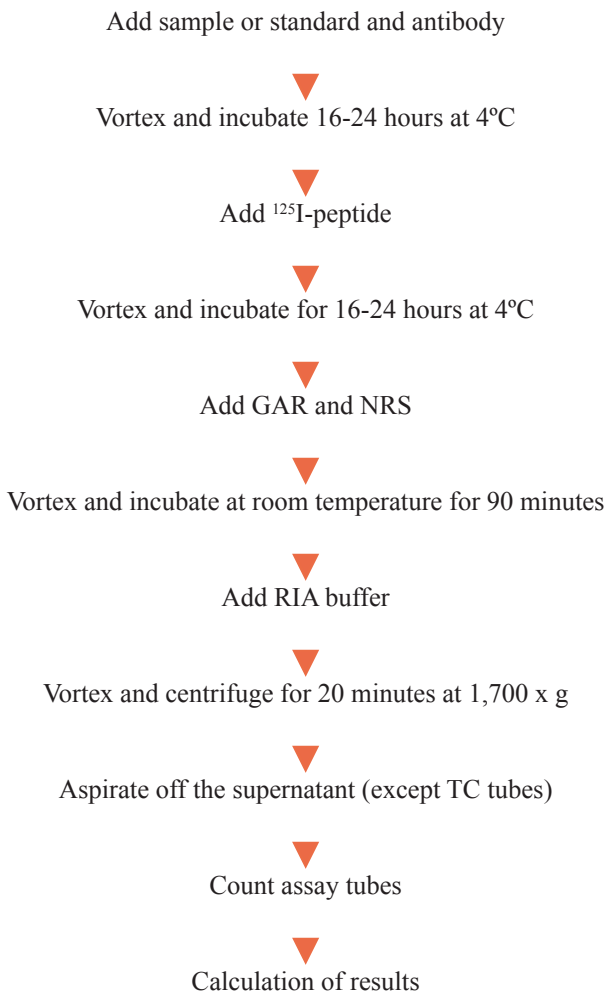 Add sample or standard and antibody
Vortex and incubate 16-24 hours at 4ºC
Add ¹²⁵I-peptide
Vortex and incubate for 16-24 hours at 4ºC
Add GAR and NRS
Vortex and incubate at room temperature for 90 minutes
Add RIA buffer
Vortex and centrifuge for 20 minutes at 1,700 x g
Aspirate off the supernatant (except TC tubes)
Count assay tubes
Calculation of results